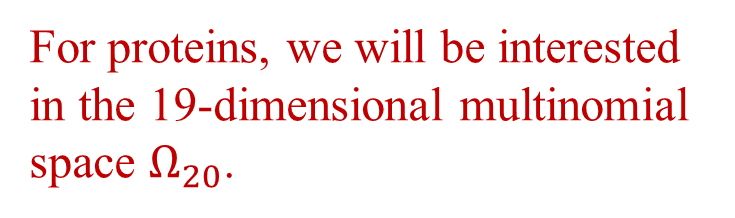 For proteins, we will be interested
in the 19-dimensional multinomial
space Ω₂₀.